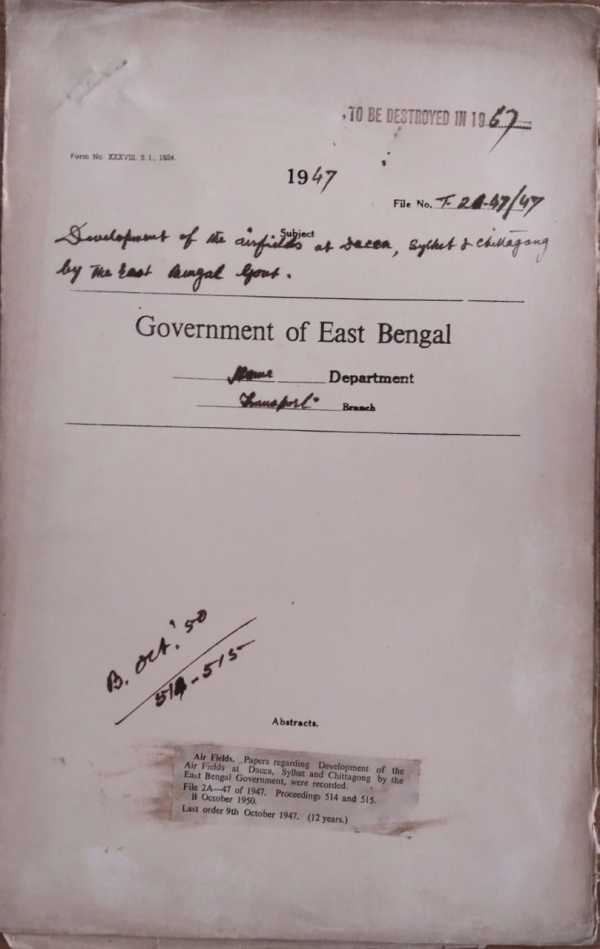 TO BE DESTROYED IN 1967
Form No. XXXVIII, S. I., 1934.
1947
File No. T- 2A-47/47
Subject
Development of the airfields at Dacca, Sylhet & Chittagong
by the East Bengal Govt.
Government of East Bengal
Home Department
Transport Branch
B. Oct.' 50
514-515
Abstracts.
Air Fields. Papers regarding Development of the
Air Fields at Dacca, Sylhet and Chittagong by the
East Bengal Government, were recorded.
File 2A—47 of 1947. Proceedings 514 and 515.
B October 1950.
Last order 9th October 1947. (12 years.)